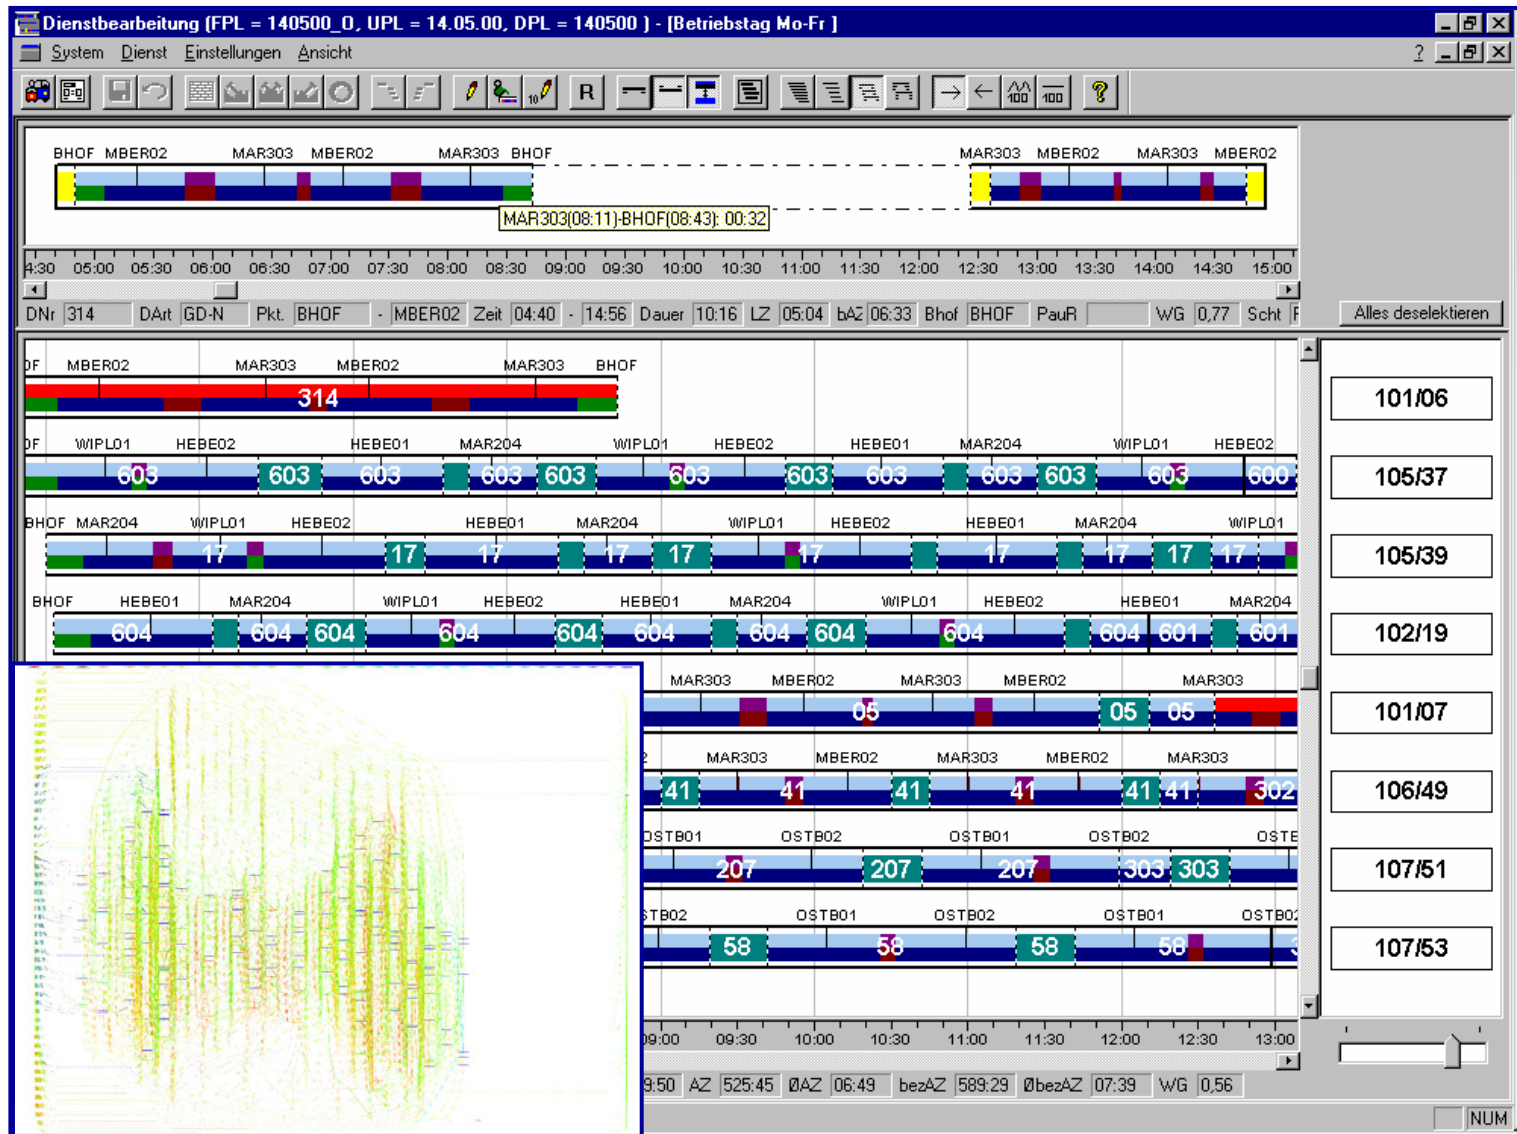 Dienstbearbeitung (FPL = 140500_0, UPL = 14.05.00, DPL = 140500 ) - [Betriebstag Mo-Fr ]
System Dienst Einstellungen Ansicht ?
10 R 100 100 ?
BHOF MBER02 MAR303 MBER02 MAR303 BHOF MAR303 MBER02 MAR303 MBER02
MAR303(08:11)-BHOF(08:43): 00:32
4:30 05:00 05:30 06:00 06:30 07:00 07:30 08:00 08:30 09:00 09:30 10:00 10:30 11:00 11:30 12:00 12:30 13:00 13:30 14:00 14:30 15:00
DNr 314 DArt GD-N Pkt. BHOF - MBER02 Zeit 04:40 - 14:56 Dauer 10:16 LZ 05:04 bAZ 06:33 Bhof BHOF PauR WG 0,77 Scht F Alles deselektieren
OF MBER02 MAR303 MBER02 MAR303 BHOF
314 101/06
OF WIPL01 HEBE02 HEBE01 MAR204 WIPL01 HEBE02 HEBE01 MAR204 WIPL01 HEBE02
603 603 603 603 603 603 603 603 603 603 603 600 105/37
BHOF MAR204 WIPL01 HEBE02 HEBE01 MAR204 WIPL01 HEBE02 HEBE01 MAR204 WIPL01
17 17 17 17 17 17 17 17 17 17 105/39
BHOF HEBE01 MAR204 WIPL01 HEBE02 HEBE01 MAR204 WIPL01 HEBE02 HEBE01 MAR204
604 604 604 604 604 604 604 604 604 604 601 601 102/19
MAR303 MBER02 MAR303 MBER02 MAR303
05 05 05 101/07
2 MAR303 MBER02 MAR303 MBER02 MAR303
41 41 41 41 41 41 302 106/49
OSTB01 OSTB02 OSTB01 OSTB02 OSTE
207 207 207 303 303 107/51
STB02 OSTB01 OSTB02 OSTB01 OSTB02
58 58 58 58 107/53
09:00 09:30 10:00 10:30 11:00 11:30 12:00 12:30 13:00
9:50 AZ 525:45 ØAZ 06:49 bezAZ 589:29 ØbezAZ 07:39 WG 0,56
NUM